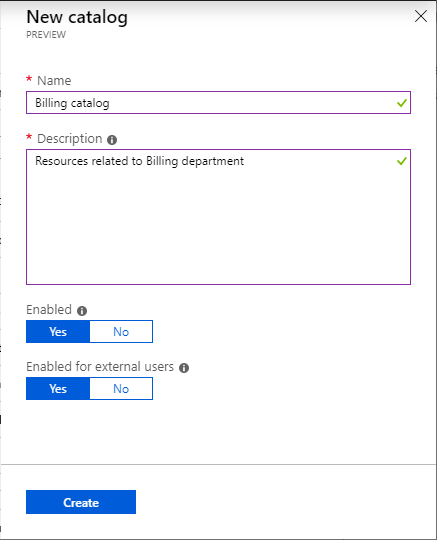 New catalog
PREVIEW
* Name
Billing catalog
* Description
Resources related to Billing department
Enabled
Yes No
Enabled for external users
Yes No
Create